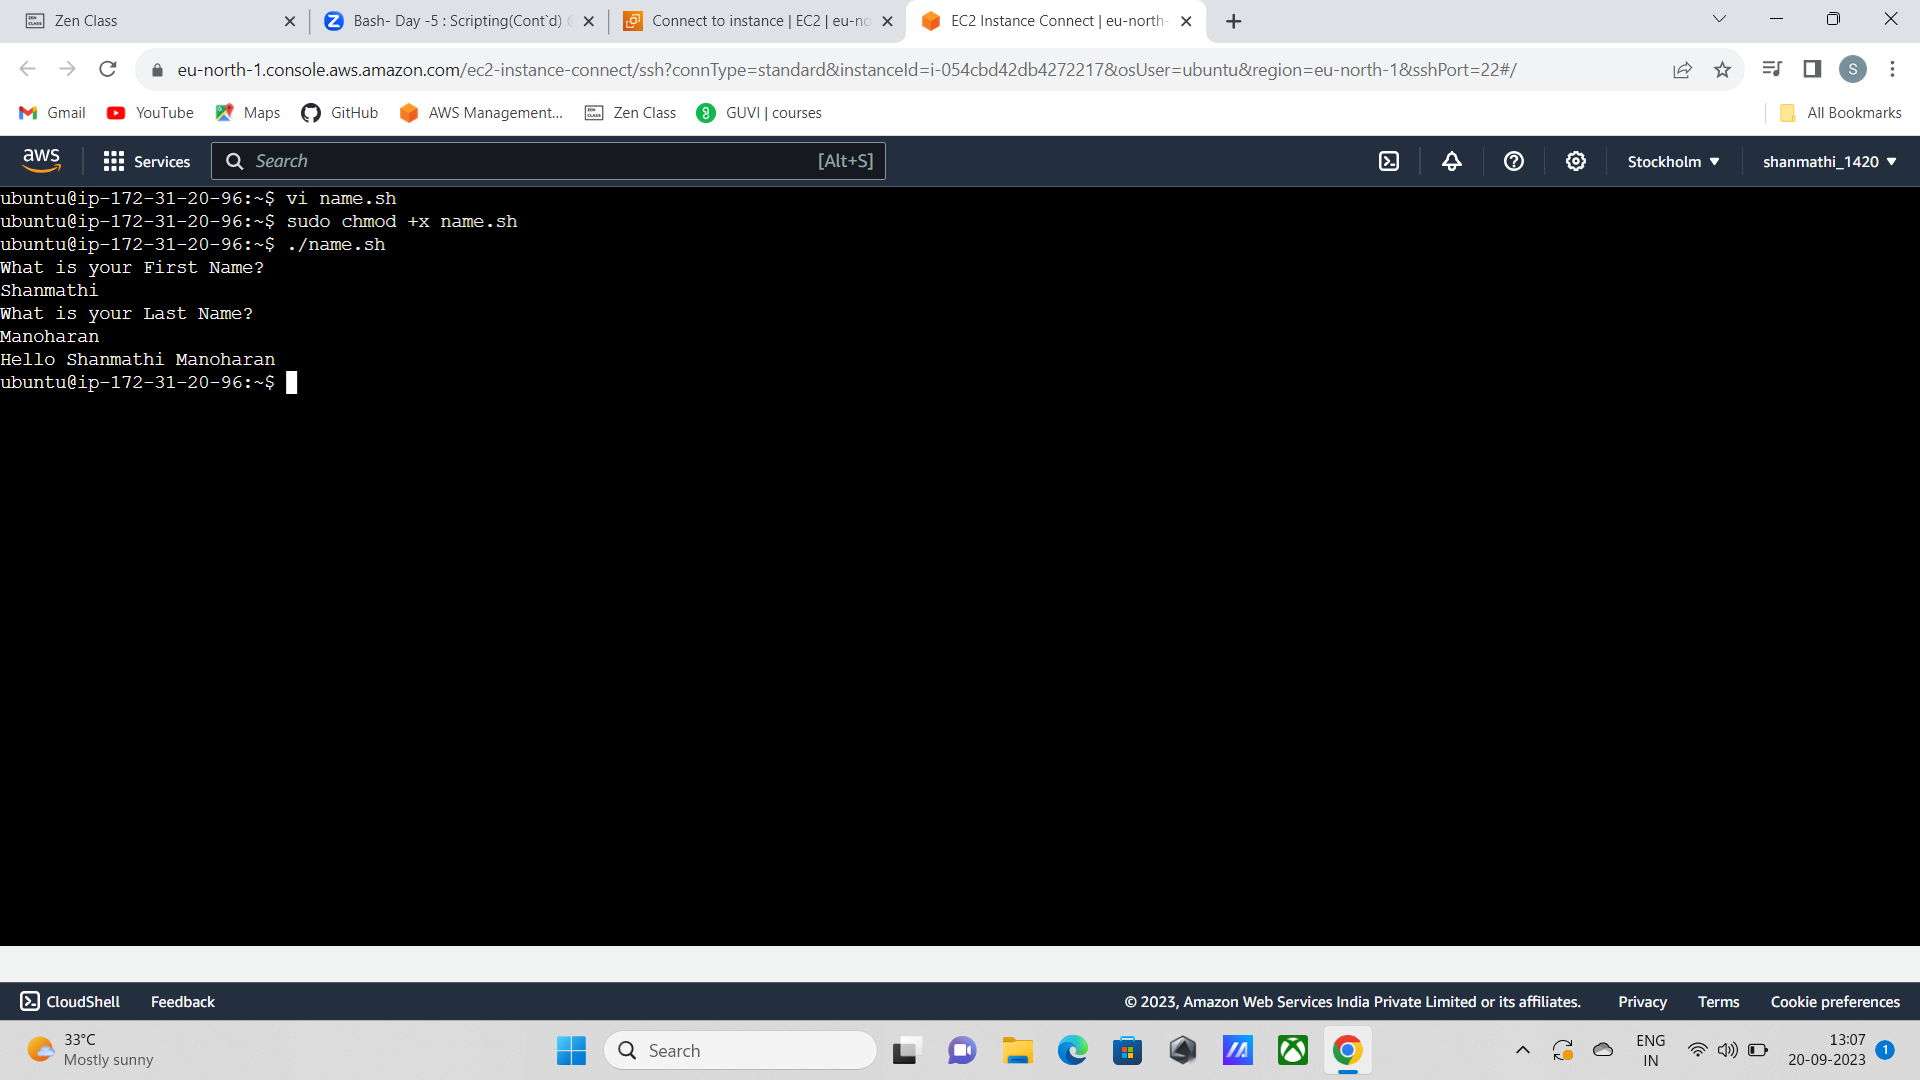 Zen Class
Bash- Day -5 : Scripting(Cont`d)
Connect to instance | EC2 | eu-no
EC2 Instance Connect | eu-north-
eu-north-1.console.aws.amazon.com/ec2-instance-connect/ssh?connType=standard&instanceId=i-054cbd42db4272217&osUser=ubuntu&region=eu-north-1&sshPort=22#/
S
Gmail
YouTube
Maps
GitHub
AWS Management...
Zen Class
GUVI | courses
All Bookmarks
aws
Services
Search
[Alt+S]
Stockholm
shanmathi_1420
ubuntu@ip-172-31-20-96:~$ vi name.sh
ubuntu@ip-172-31-20-96:~$ sudo chmod +x name.sh
ubuntu@ip-172-31-20-96:~$ ./name.sh
What is your First Name?
Shanmathi
What is your Last Name?
Manoharan
Hello Shanmathi Manoharan
ubuntu@ip-172-31-20-96:~$
CloudShell
Feedback
© 2023, Amazon Web Services India Private Limited or its affiliates.
Privacy
Terms
Cookie preferences
33°C
Mostly sunny
Search
ENG
IN
13:07
20-09-2023
1